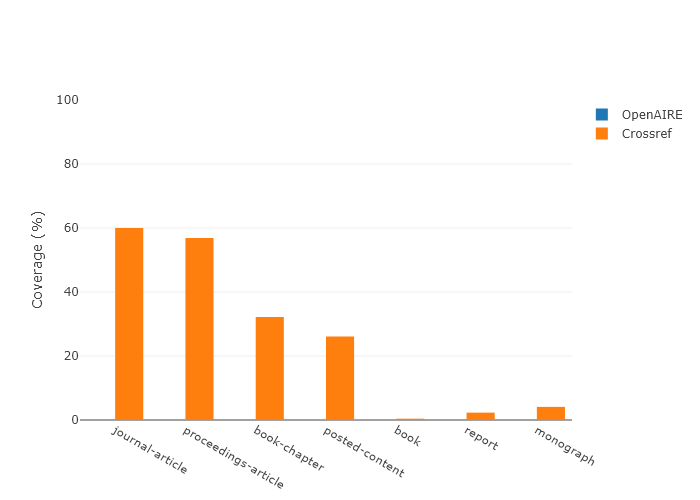 100
80
60
40
20
0
Coverage (%)
OpenAIRE
Crossref
journal-article
proceedings-article
book-chapter
posted-content
book
report
monograph